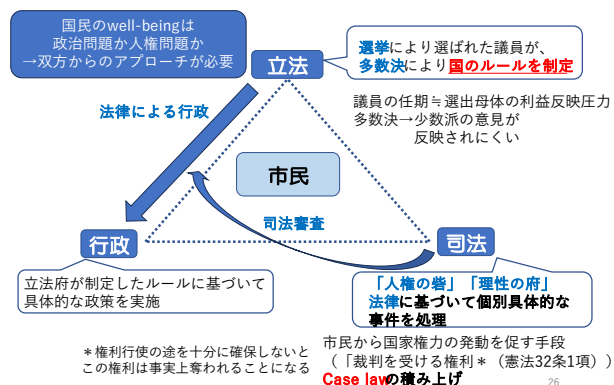 国民のwell-beingは
政治問題か人権問題か
→双方からのアプローチが必要
立法
選挙により選ばれた議員が、
多数決により国のルールを制定
法律による行政
議員の任期≒選出母体の利益反映圧力
多数決→少数派の意見が
反映されにくい
市民
司法審査
行政
司法
立法府が制定したルールに基づいて
具体的な政策を実施
「人権の砦」「理性の府」
法律に基づいて個別具体的な
事件を処理
＊権利行使の途を十分に確保しないと
この権利は事実上奪われることになる
市民から国家権力の発動を促す手段
（「裁判を受ける権利＊（憲法32条1項））
Case lawの積み上げ
26